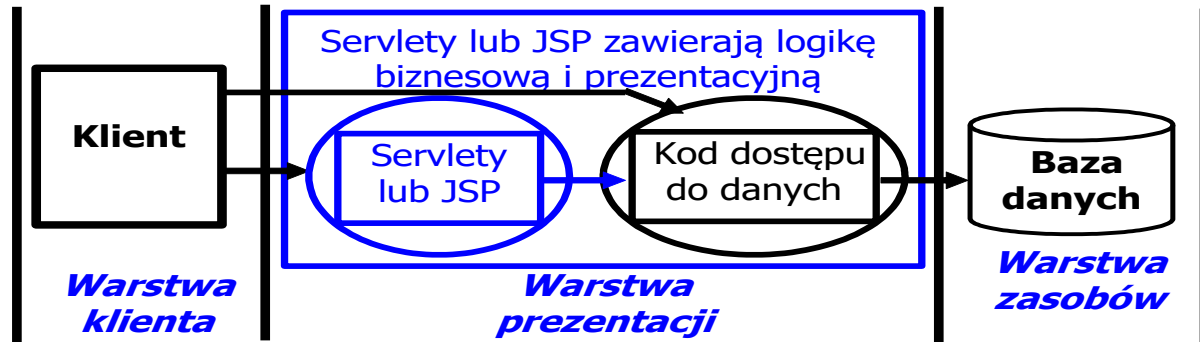 Servlety lub JSP zawierają logikę
biznesową i prezentacyjną
Klient
Servlety
lub JSP
Kod dostępu
do danych
Baza
danych
Warstwa
klienta
Warstwa
prezentacji
Warstwa
zasobów